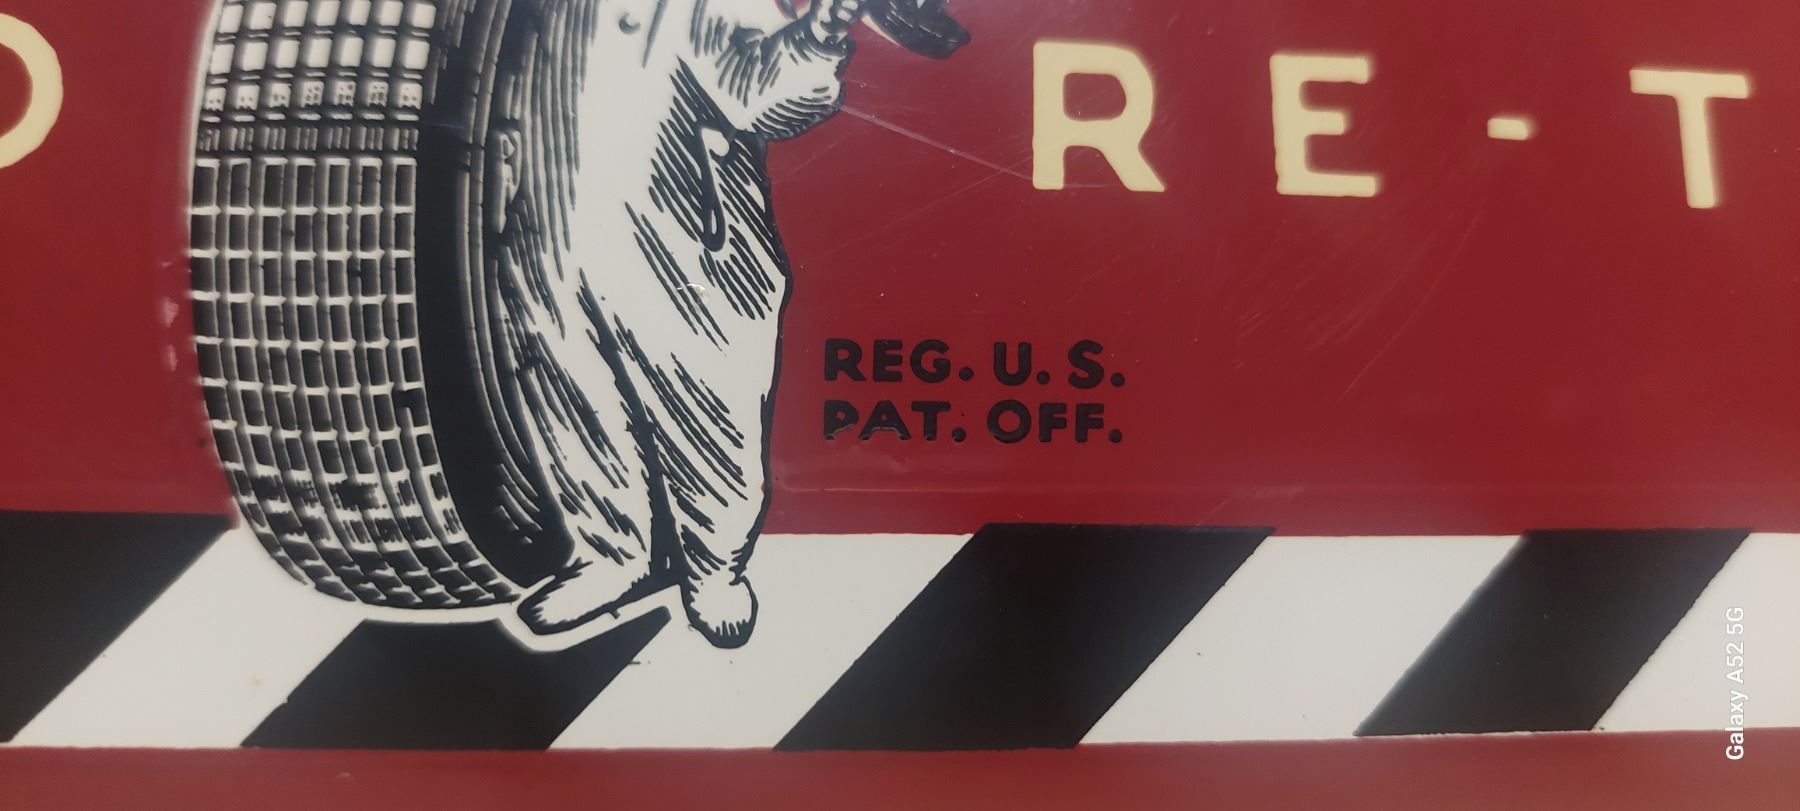 RE-T
REG. U. S.
PAT. OFF.
Galaxy A52 5G